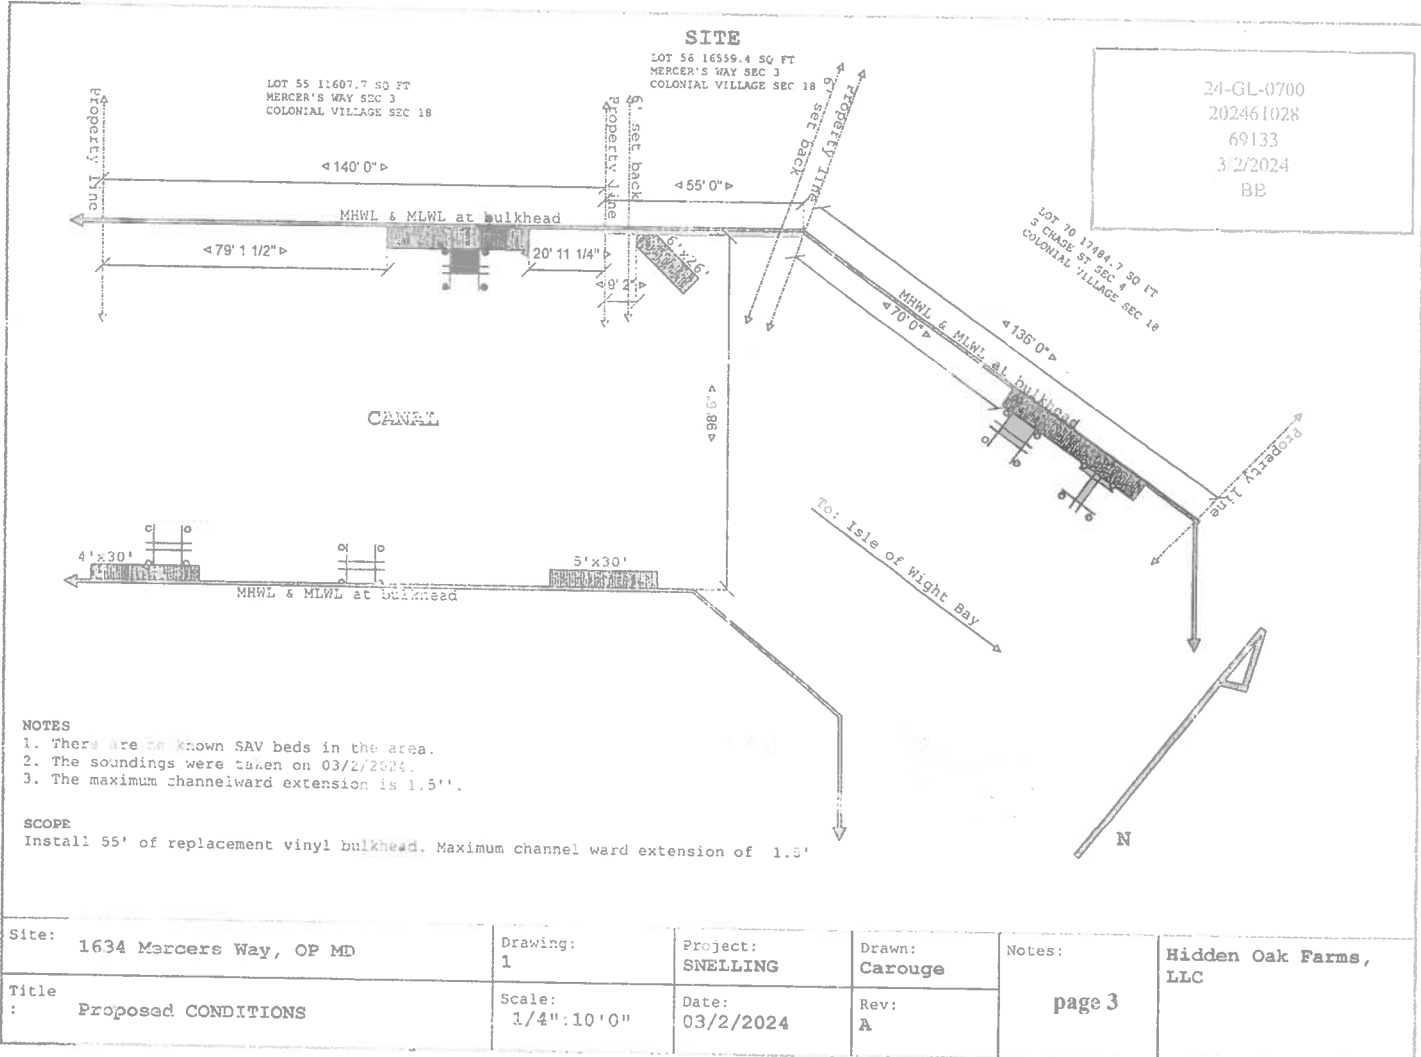 SITE
LOT 56 16559.4 SQ FT
MERCER'S WAY SEC 3
COLONIAL VILLAGE SEC 18
LOT 55 11607.7 SQ FT
MERCER'S WAY SEC 3
COLONIAL VILLAGE SEC 18
24-GL-0700
202461028
69133
3/2/2024
BB
Property line
Property line
6' set back
6' set back
Property line
140' 0"
55' 0"
MHWL & MLWL at bulkhead
79' 1 1/2"
20' 11 1/4"
9' 2"
6'x26'
LOT 70 17484.7 SQ FT
S CHASE ST SEC 4
COLONIAL VILLAGE SEC 18
MHWL & MLWL at bulkhead
70' 0"
136' 0"
Property line
CANAL
To: Isle of Wight Bay
4'x30'
5'x30'
MHWL & MLWL at bulkhead
N
NOTES
1. There are no known SAV beds in the area.
2. The soundings were taken on 03/2/2024.
3. The maximum channelward extension is 1.5''.
SCOPE
Install 55' of replacement vinyl bulkhead. Maximum channel ward extension of 1.5'
Site:
1634 Mercers Way, OP MD
Title
:
Proposed CONDITIONS
Drawing:
1
Scale:
1/4":10'0"
Project:
SNELLING
Date:
03/2/2024
Drawn:
Carouge
Rev:
A
Notes:
page 3
Hidden Oak Farms,
LLC